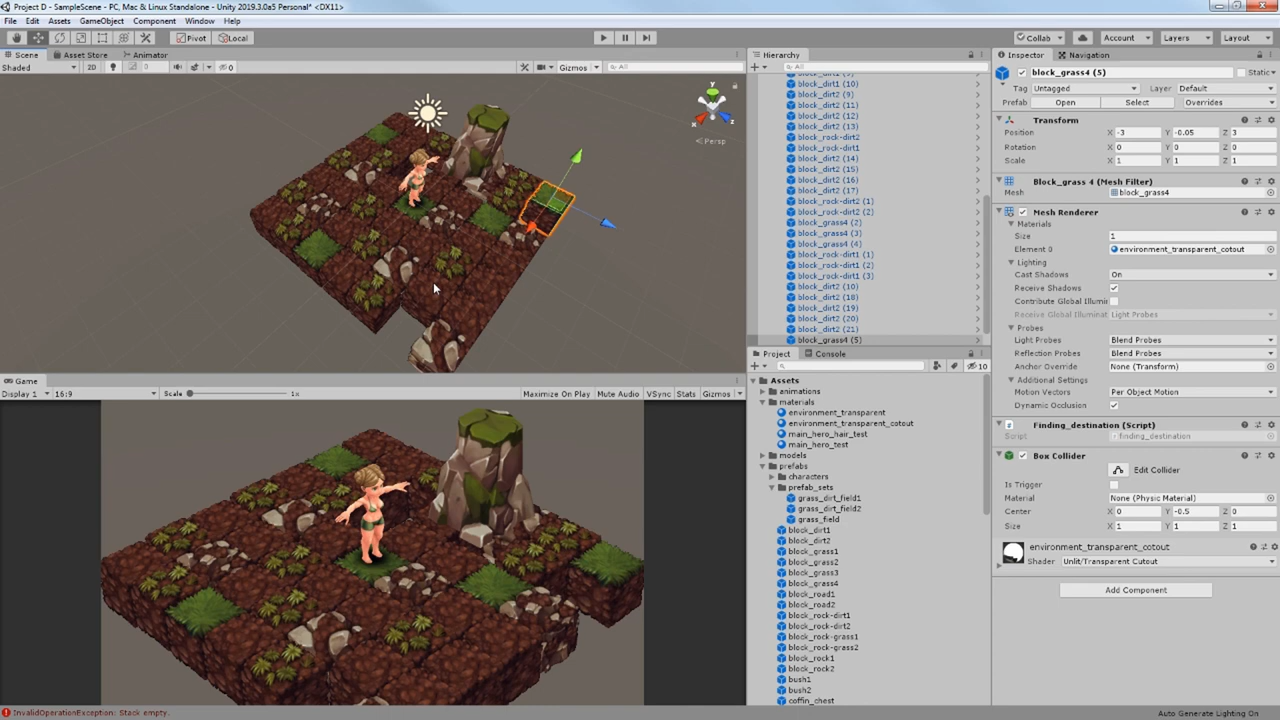 Project D - SampleScene - PC, Mac & Linux Standalone - Unity 2019.3.0a5 Personal* <DX11>
File Edit Assets GameObject Component Window Help
Pivot Local
Collab Account Layers Layout
Scene Asset Store Animator
Shaded 2D 0 0 Gizmos All
Y
X
Z
Persp
Game
Display 1 16:9 Scale 1x Maximize On Play Mute Audio VSync Stats Gizmos
InvalidOperationException: Stack empty.
Hierarchy
All
block_dirt1 (10)
block_dirt2 (9)
block_dirt2 (11)
block_dirt2 (12)
block_dirt2 (13)
block_rock-dirt2
block_rock-dirt1
block_dirt2 (14)
block_dirt2 (15)
block_dirt2 (16)
block_dirt2 (17)
block_rock-dirt2 (1)
block_rock-dirt2 (2)
block_grass4 (2)
block_grass4 (3)
block_grass4 (4)
block_rock-dirt1 (1)
block_rock-dirt1 (2)
block_rock-dirt1 (3)
block_dirt2 (10)
block_dirt2 (18)
block_dirt2 (19)
block_dirt2 (20)
block_dirt2 (21)
block_grass4 (5)
Project Console
10
Assets
animations
materials
environment_transparent
environment_transparent_cotout
main_hero_hair_test
main_hero_test
models
prefabs
characters
prefab_sets
grass_dirt_field1
grass_dirt_field2
grass_field
block_dirt1
block_dirt2
block_grass1
block_grass2
block_grass3
block_grass4
block_road1
block_road2
block_rock-dirt1
block_rock-dirt2
block_rock-grass1
block_rock-grass2
block_rock1
block_rock2
bush1
bush2
coffin_chest
Inspector Navigation
block_grass4 (5) Static
Tag Untagged Layer Default
Prefab Open Select Overrides
Transform
Position X -3 Y -0.05 Z 3
Rotation X 0 Y 0 Z 0
Scale X 1 Y 1 Z 1
Block_grass 4 (Mesh Filter)
Mesh block_grass4
Mesh Renderer
Materials
Size 1
Element 0 environment_transparent_cotout
Lighting
Cast Shadows On
Receive Shadows
Contribute Global Illumi
Receive Global Illuminat Light Probes
Probes
Light Probes Blend Probes
Reflection Probes Blend Probes
Anchor Override None (Transform)
Additional Settings
Motion Vectors Per Object Motion
Dynamic Occlusion
Finding_destination (Script)
Script finding_destination
Box Collider
Edit Collider
Is Trigger
Material None (Physic Material)
Center X 0 Y -0.5 Z 0
Size X 1 Y 1 Z 1
environment_transparent_cotout
Shader Unlit/Transparent Cutout
Add Component
Auto Generate Lighting On